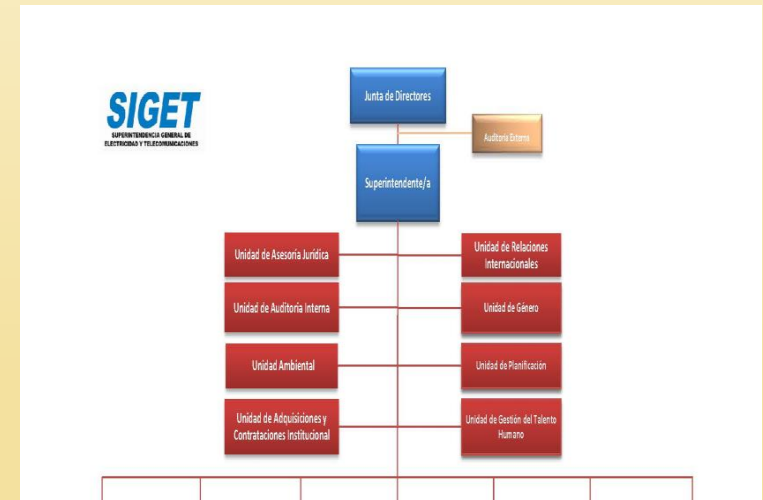 Junta de Directores
SIGET
SUPERINTENDENCIA GENERAL DE
ELECTRICIDAD Y TELECOMUNICACIONES
Auditoría Externa
Superintendente/a
Unidad de Asesoría Jurídica
Unidad de Relaciones
Internacionales
Unidad de Auditoria Interna
Unidad de Género
Unidad Ambiental
Unidad de Planificación
Unidad de Adquisiciones y
Contrataciones Institucional
Unidad de Gestión del Talento
Humano